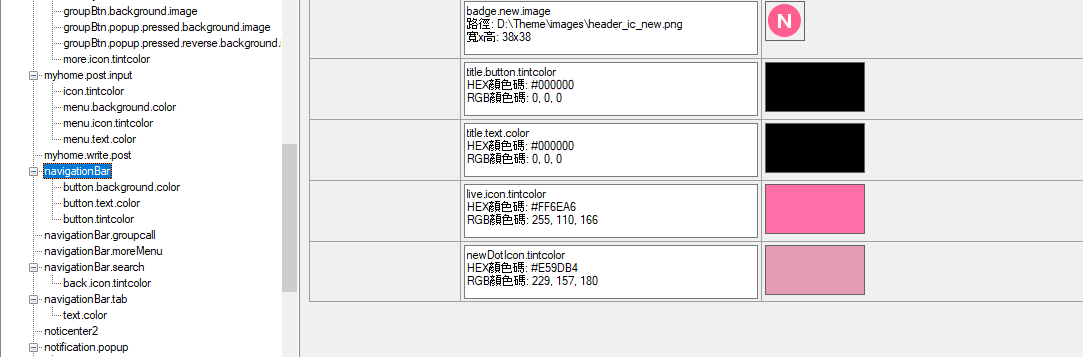 groupBtn.background.image
groupBtn.popup.pressed.background.image
groupBtn.popup.pressed.reverse.background.i
more.icon.tintcolor
myhome.post.input
icon.tintcolor
menu.background.color
menu.icon.tintcolor
menu.text.color
myhome.write.post
navigationBar
button.background.color
button.text.color
button.tintcolor
navigationBar.groupcall
navigationBar.moreMenu
navigationBar.search
back.icon.tintcolor
navigationBar.tab
text.color
noticenter2
notification.popup
badge.new.image
路徑: D:\Theme\images\header_ic_new.png
寬x高: 38x38
N
title.button.tintcolor
HEX顏色碼: #000000
RGB顏色碼: 0, 0, 0
title.text.color
HEX顏色碼: #000000
RGB顏色碼: 0, 0, 0
live.icon.tintcolor
HEX顏色碼: #FF6EA6
RGB顏色碼: 255, 110, 166
newDotIcon.tintcolor
HEX顏色碼: #E59DB4
RGB顏色碼: 229, 157, 180